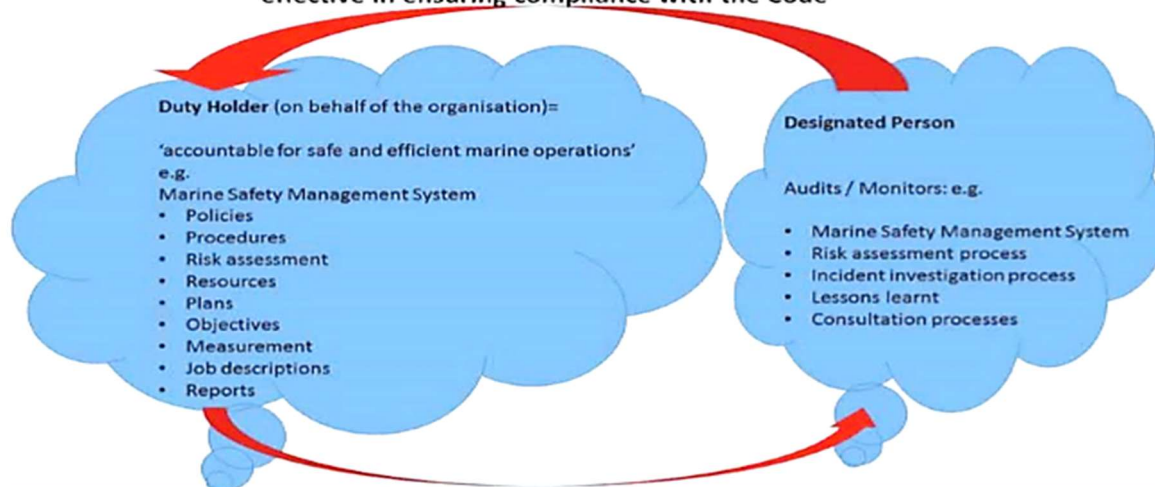 effective in ensuring compliance with the Code
Duty Holder (on behalf of the organisation)=
‘accountable for safe and efficient marine operations’
e.g.
Marine Safety Management System
• Policies
• Procedures
• Risk assessment
• Resources
• Plans
• Objectives
• Measurement
• Job descriptions
• Reports
Designated Person
Audits / Monitors: e.g.
• Marine Safety Management System
• Risk assessment process
• Incident investigation process
• Lessons learnt
• Consultation processes